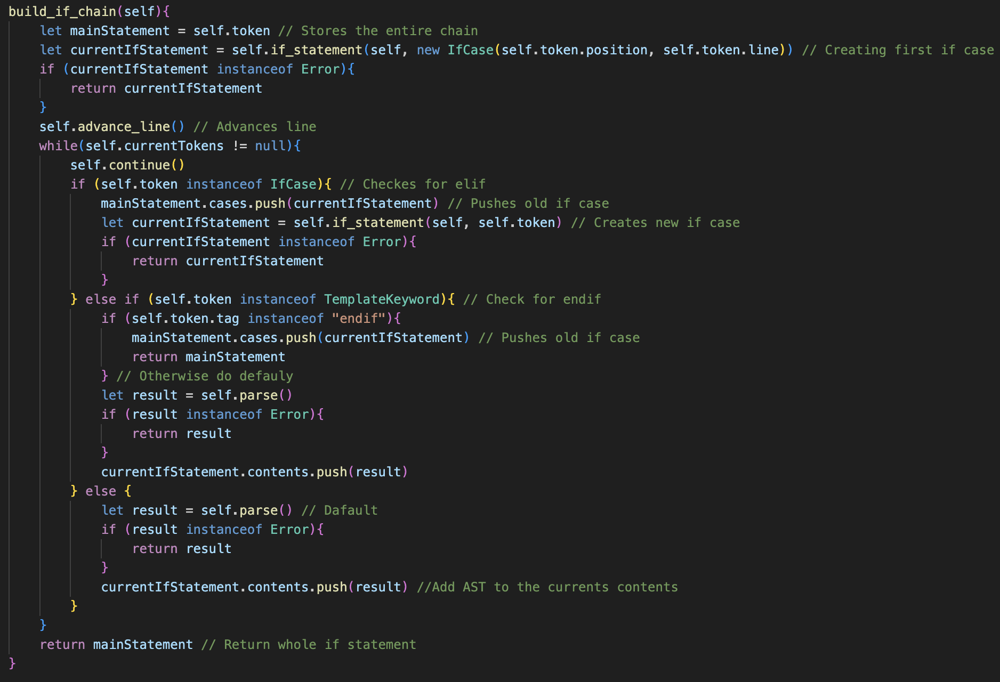 build_if_chain(self){
    let mainStatement = self.token // Stores the entire chain
    let currentIfStatement = self.if_statement(self, new IfCase(self.token.position, self.token.line)) // Creating first if case
    if (currentIfStatement instanceof Error){
        return currentIfStatement
    }
    self.advance_line() // Advances line
    while(self.currentTokens != null){
        self.continue()
        if (self.token instanceof IfCase){ // Checkes for elif
            mainStatement.cases.push(currentIfStatement) // Pushes old if case
            let currentIfStatement = self.if_statement(self, self.token) // Creates new if case
            if (currentIfStatement instanceof Error){
                return currentIfStatement
            }
        } else if (self.token instanceof TemplateKeyword){ // Check for endif
            if (self.token.tag instanceof "endif"){
                mainStatement.cases.push(currentIfStatement) // Pushes old if case
                return mainStatement
            } // Otherwise do defauly
            let result = self.parse()
            if (result instanceof Error){
                return result
            }
            currentIfStatement.contents.push(result)
        } else {
            let result = self.parse() // Dafault
            if (result instanceof Error){
                return result
            }
            currentIfStatement.contents.push(result) //Add AST to the currents contents
        }
    }
    return mainStatement // Return whole if statement
}